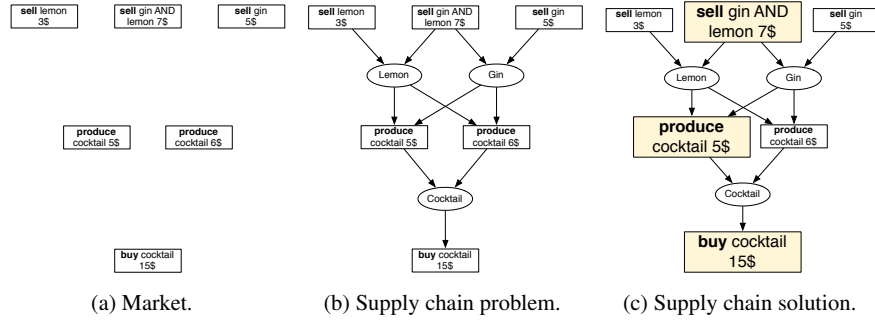 sell lemon
3$
sell gin AND
lemon 7$
sell gin
5$
produce
cocktail 5$
produce
cocktail 6$
buy cocktail
15$
(a) Market.
sell lemon
3$
sell gin AND
lemon 7$
sell gin
5$
Lemon
Gin
produce
cocktail 5$
produce
cocktail 6$
Cocktail
buy cocktail
15$
(b) Supply chain problem.
sell lemon
3$
sell gin AND
lemon 7$
sell gin
5$
Lemon
Gin
produce
cocktail 5$
produce
cocktail 6$
Cocktail
buy cocktail
15$
(c) Supply chain solution.